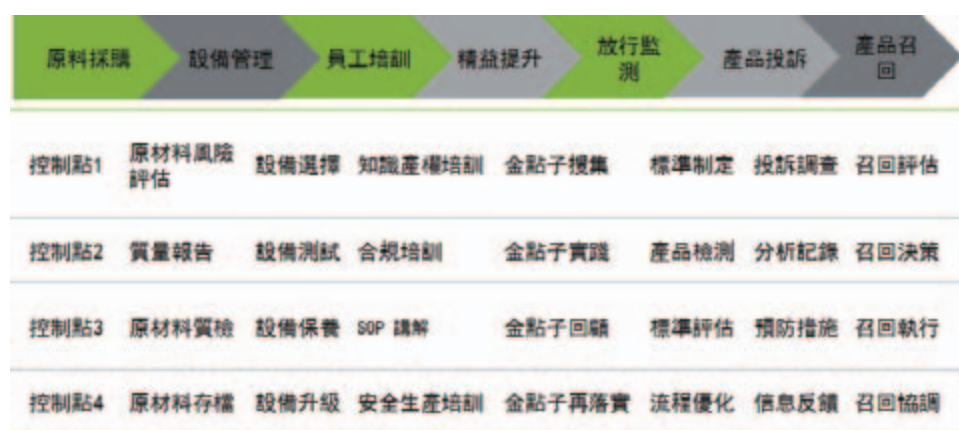 原料採購 設備管理 員工培訓 精益提升 放行監測 產品投訴 產品召回
控制點1 原材料風險評估 設備選擇 知識產權培訓 金點子搜集 標準制定 投訴調查 召回評估
控制點2 質量報告 設備測試 合規培訓 金點子實踐 產品檢測 分析記錄 召回決策
控制點3 原材料質檢 設備保養 SOP 講解 金點子回顧 標準評估 預防措施 召回執行
控制點4 原材料存檔 設備升級 安全生產培訓 金點子再落實 流程優化 信息反饋 召回協調